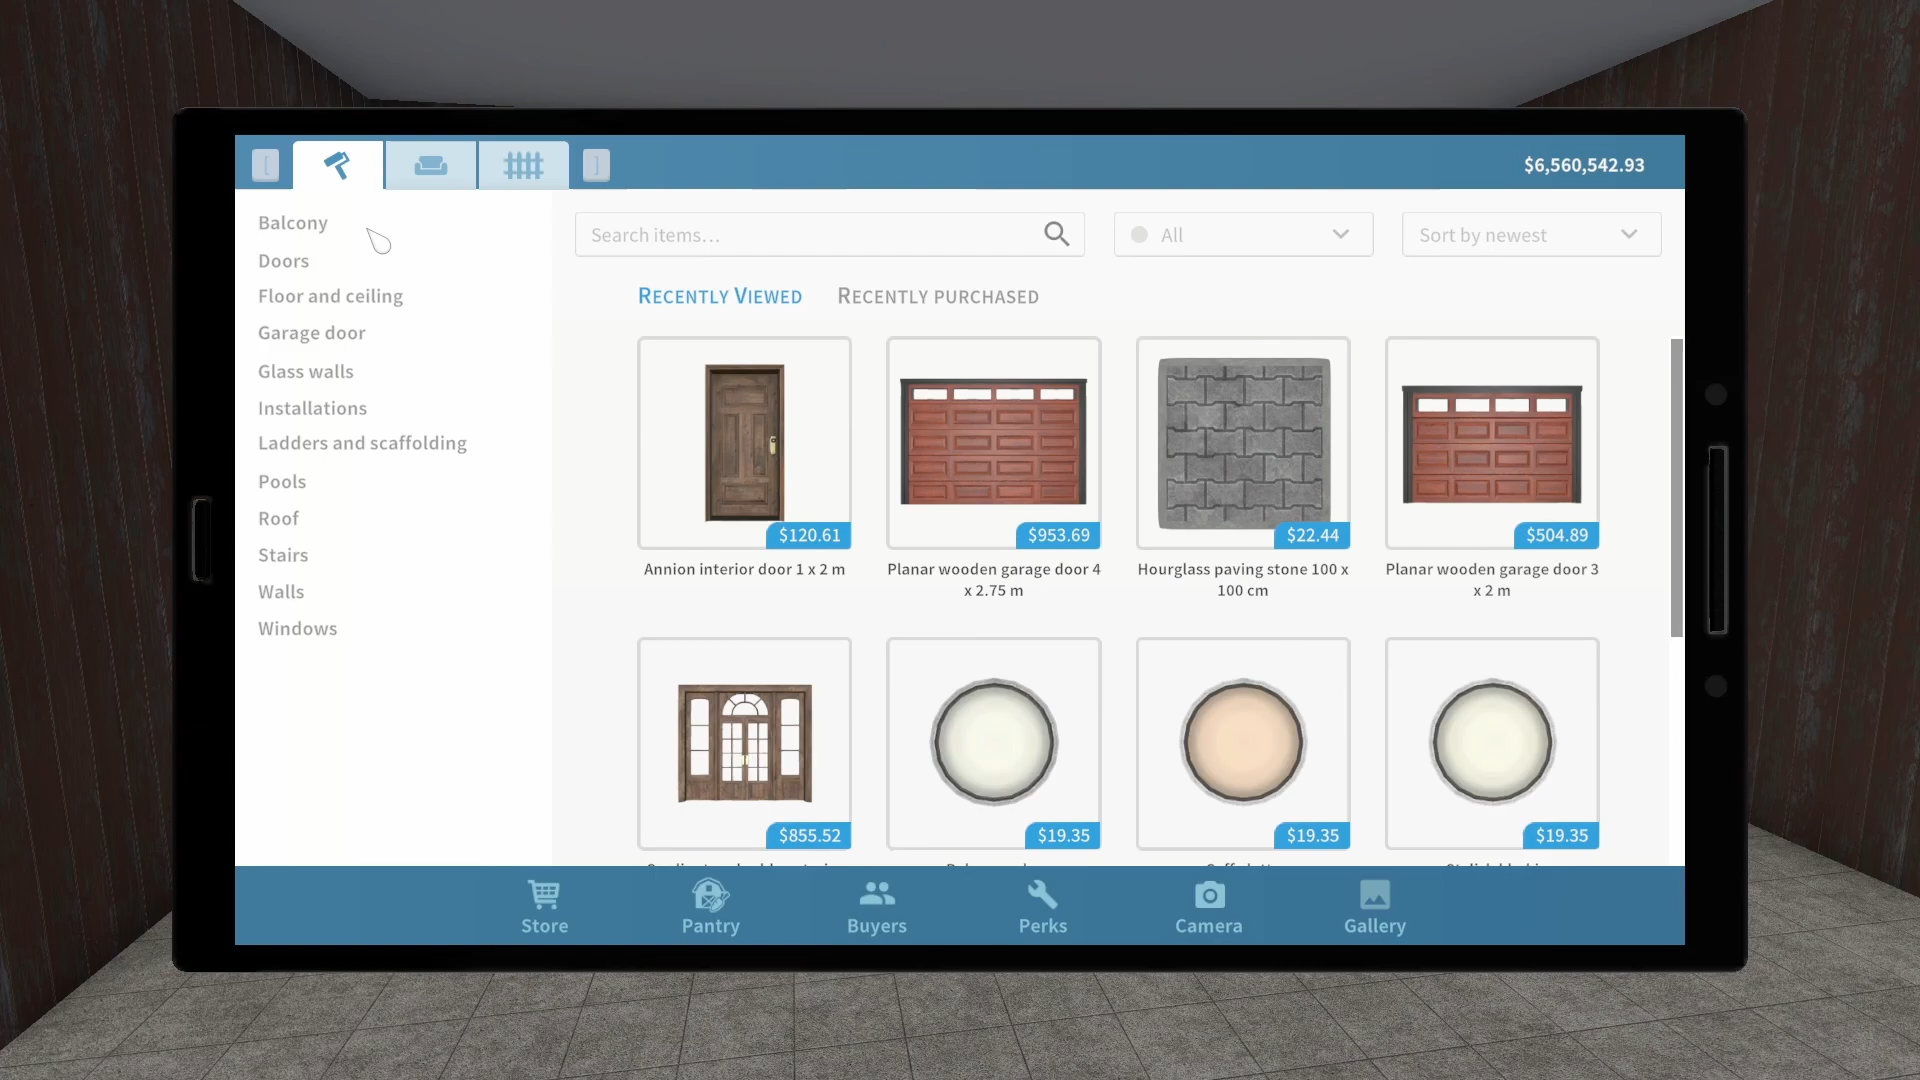 [
]
$6,560,542.93
Balcony
Doors
Floor and ceiling
Garage door
Glass walls
Installations
Ladders and scaffolding
Pools
Roof
Stairs
Walls
Windows
Search items...
All
Sort by newest
RECENTLY VIEWED
RECENTLY PURCHASED
$120.61
Annion interior door 1 x 2 m
$953.69
Planar wooden garage door 4
x 2.75 m
$22.44
Hourglass paving stone 100 x
100 cm
$504.89
Planar wooden garage door 3
x 2 m
$855.52
$19.35
$19.35
$19.35
Store
Pantry
Buyers
Perks
Camera
Gallery